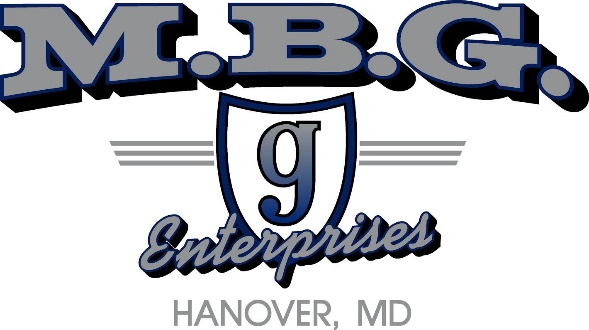 M.B.G.
g
Enterprises
HANOVER, MD